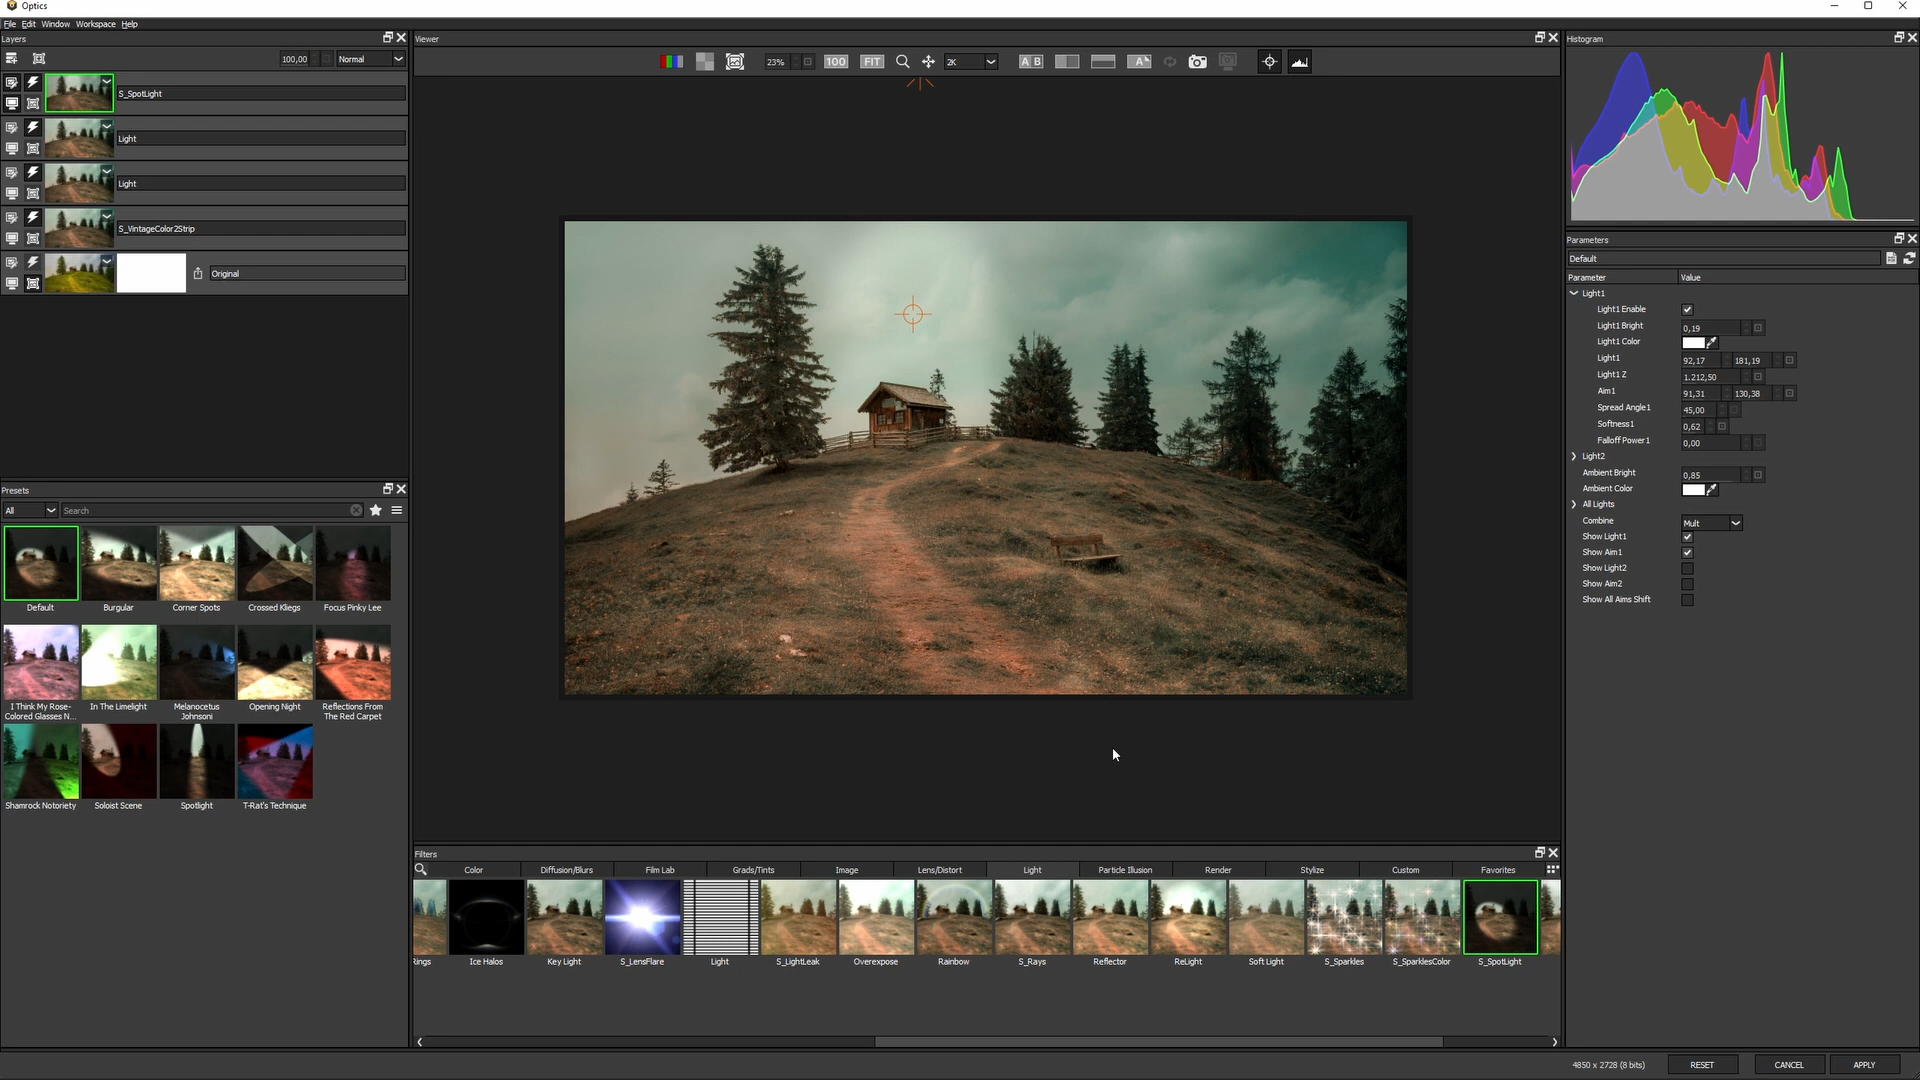 Optics
File Edit Window Workspace Help
Layers
100,00 Normal
S_SpotLight
Light
Light
S_VintageColor2Strip
Original
Presets
All Search
Default Burgular Corner Spots Crossed Kliegs Focus Pinky Lee
I Think My Rose-
Colored Glasses N...
In The Limelight
Melanocetus
Johnsoni
Opening Night
Reflections From
The Red Carpet
Shamrock Notoriety Soloist Scene Spotlight T-Rat's Technique
Viewer
23% 100 FIT 2K A B A
Filters
Color Diffusion/Blurs Film Lab Grads/Tints Image Lens/Distort Light Particle Illusion Render Stylize Custom Favorites
Rings Ice Halos Key Light S_LensFlare Light S_LightLeak Overexpose Rainbow S_Rays Reflector ReLight Soft Light S_Sparkles S_SparklesColor S_SpotLight
Histogram
Parameters
Default
Parameter Value
Light1
Light1 Enable
Light1 Bright 0,19
Light1 Color
Light1 92,17 181,19
Light1 Z 1.212,50
Aim1 91,31 130,38
Spread Angle1 45,00
Softness1 0,62
Falloff Power1 0,00
Light2
Ambient Bright 0,85
Ambient Color
All Lights
Combine Mult
Show Light1
Show Aim1
Show Light2
Show Aim2
Show All Aims Shift
4850 x 2728 (8 bits) RESET CANCEL APPLY